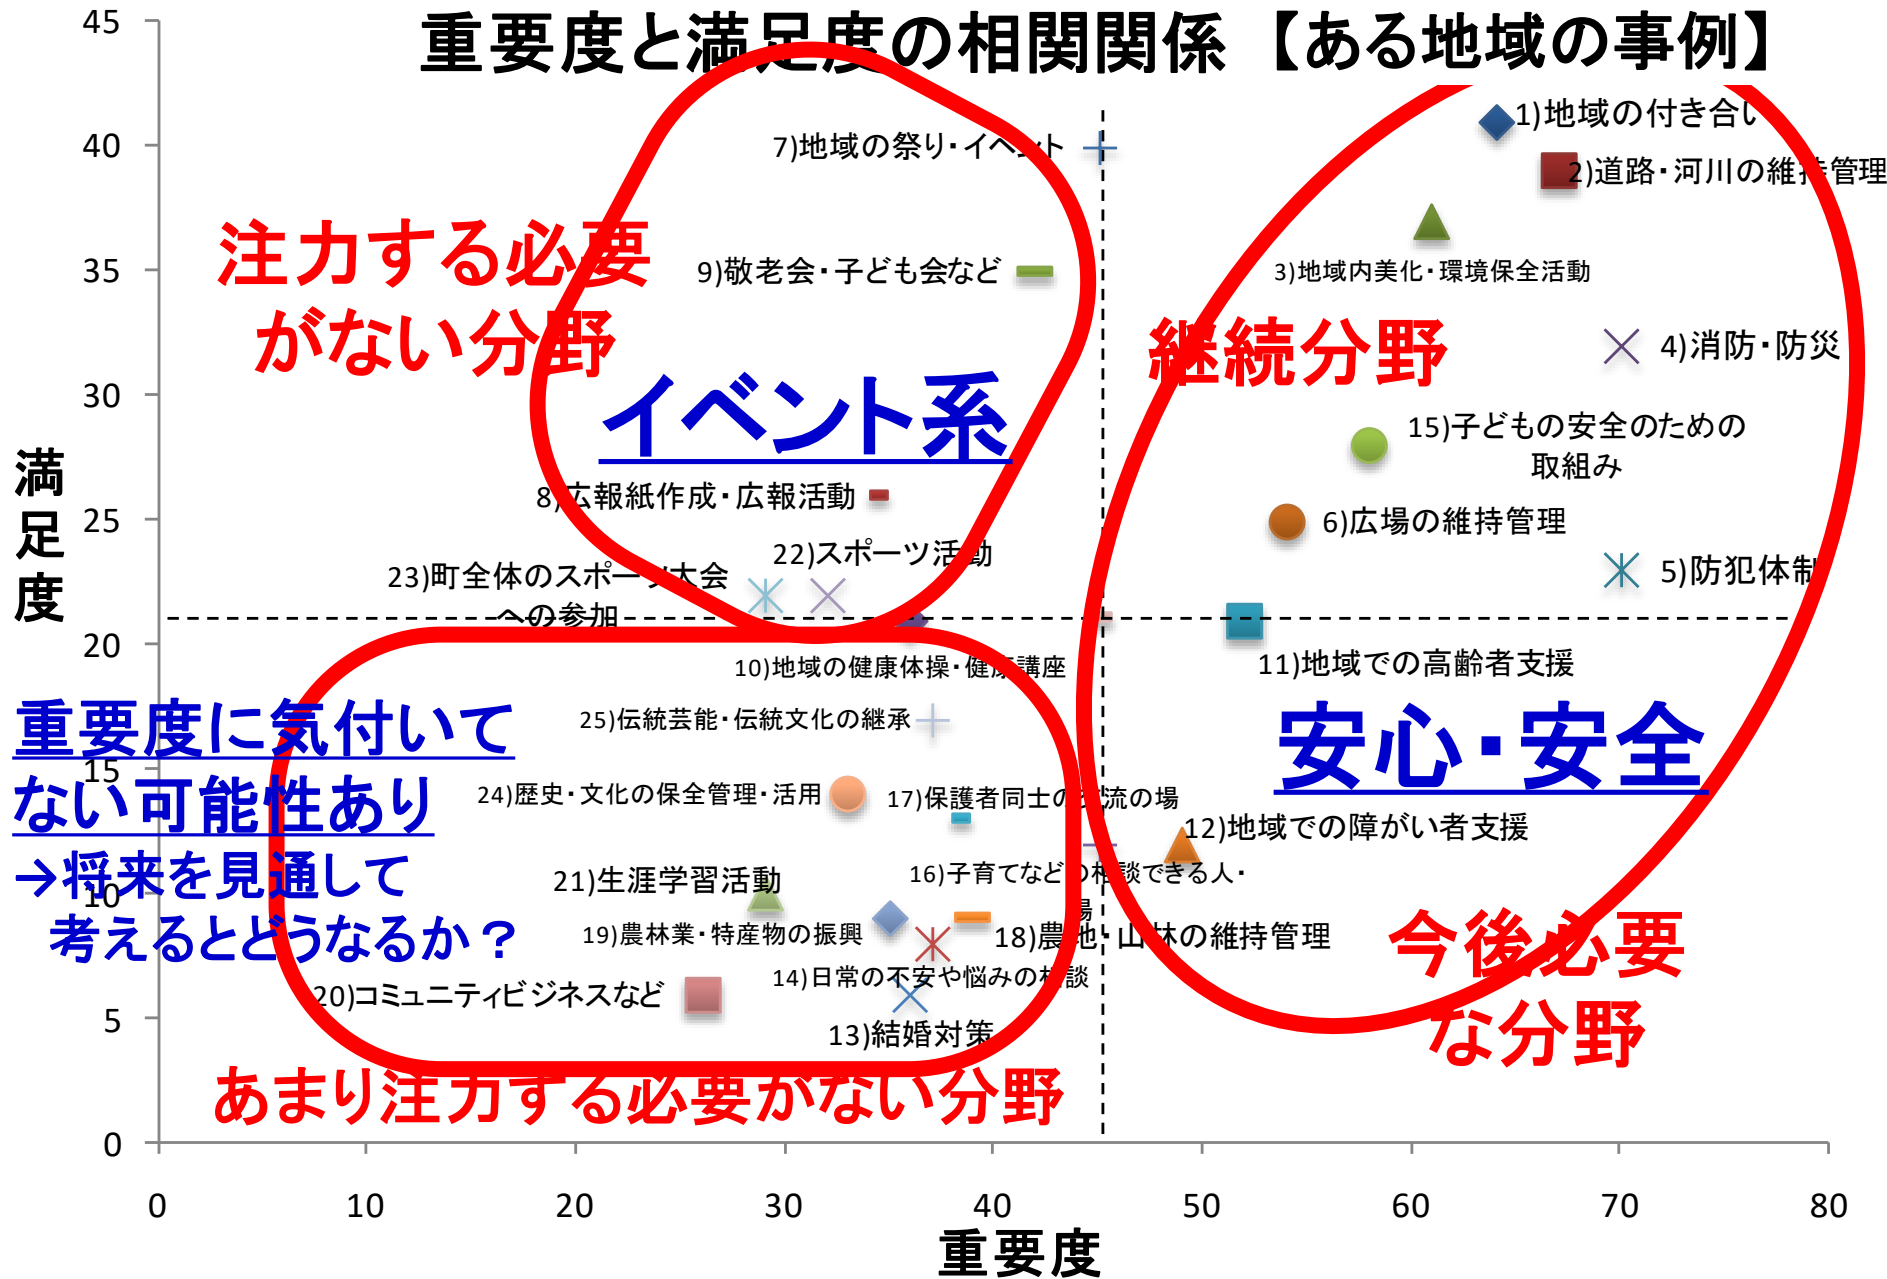 重要度と満足度の相関関係【ある地域の事例】
45
40
35
30
25
20
15
10
5
0
満足度
0 10 20 30 40 50 60 70 80
重要度
1)地域の付き合い
7)地域の祭り・イベント
2)道路・河川の維持管理
注力する必要
がない分野
9)敬老会・子ども会など
3)地域内美化・環境保全活動
継続分野
4)消防・防災
イベント系
15)子どもの安全のための
取組み
8)広報紙作成・広報活動
6)広場の維持管理
22)スポーツ活動
23)町全体のスポーツ大会
への参加
5)防犯体制
10)地域の健康体操・健康講座
11)地域での高齢者支援
25)伝統芸能・伝統文化の継承
重要度に気付いて
ない可能性あり
→将来を見通して
考えるとどうなるか？
安心・安全
24)歴史・文化の保全管理・活用
17)保護者同士の交流の場
12)地域での障がい者支援
21)生涯学習活動
16)子育てなどの相談できる人・
場
19)農林業・特産物の振興
18)農地・山林の維持管理
今後必要
な分野
14)日常の不安や悩みの相談
20)コミュニティビジネスなど
13)結婚対策
あまり注力する必要がない分野